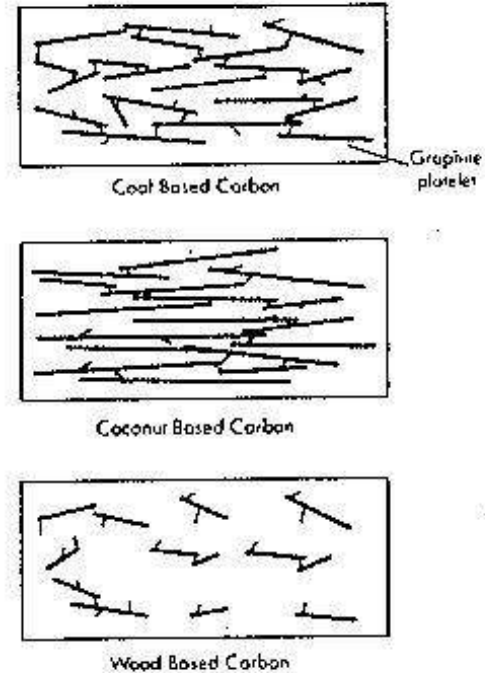 Graphite
platelet
Coal Based Carbon
Coconut Based Carbon
Wood Based Carbon